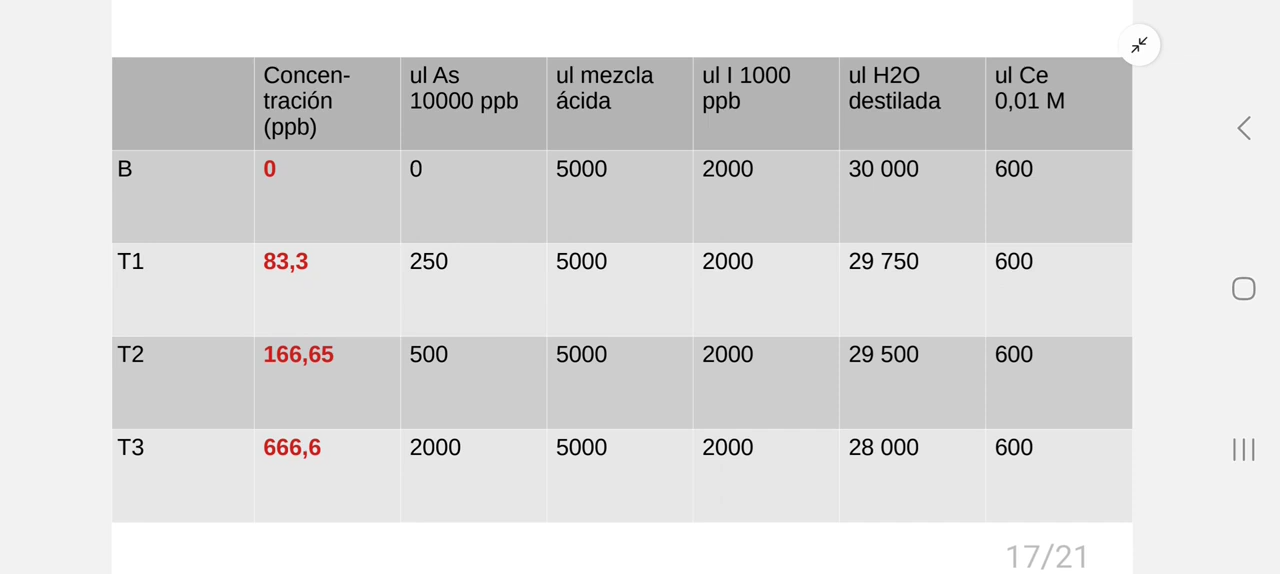 Concen-
tración
(ppb)
ul As
10000 ppb
ul mezcla
ácida
ul I 1000
ppb
ul H2O
destilada
ul Ce
0,01 M
B 0 0 5000 2000 30 000 600
T1 83,3 250 5000 2000 29 750 600
T2 166,65 500 5000 2000 29 500 600
T3 666,6 2000 5000 2000 28 000 600
17/21